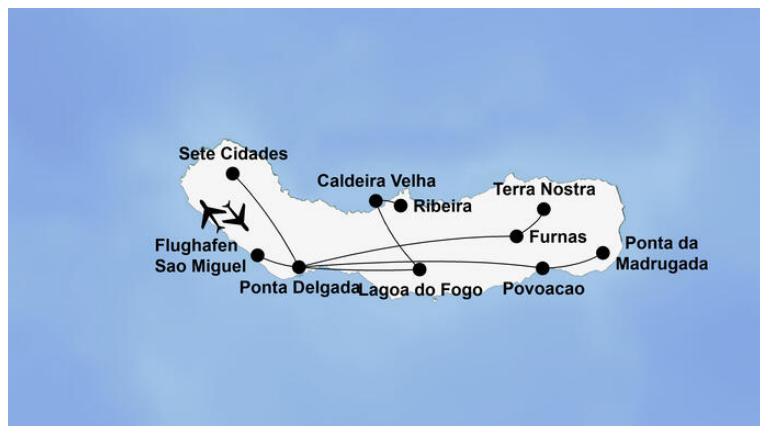 Sete Cidades
Caldeira Velha
Ribeira
Terra Nostra
Furnas
Flughafen
Sao Miguel
Ponta da
Madrugada
Ponta Delgada
Lagoa do Fogo
Povoacao